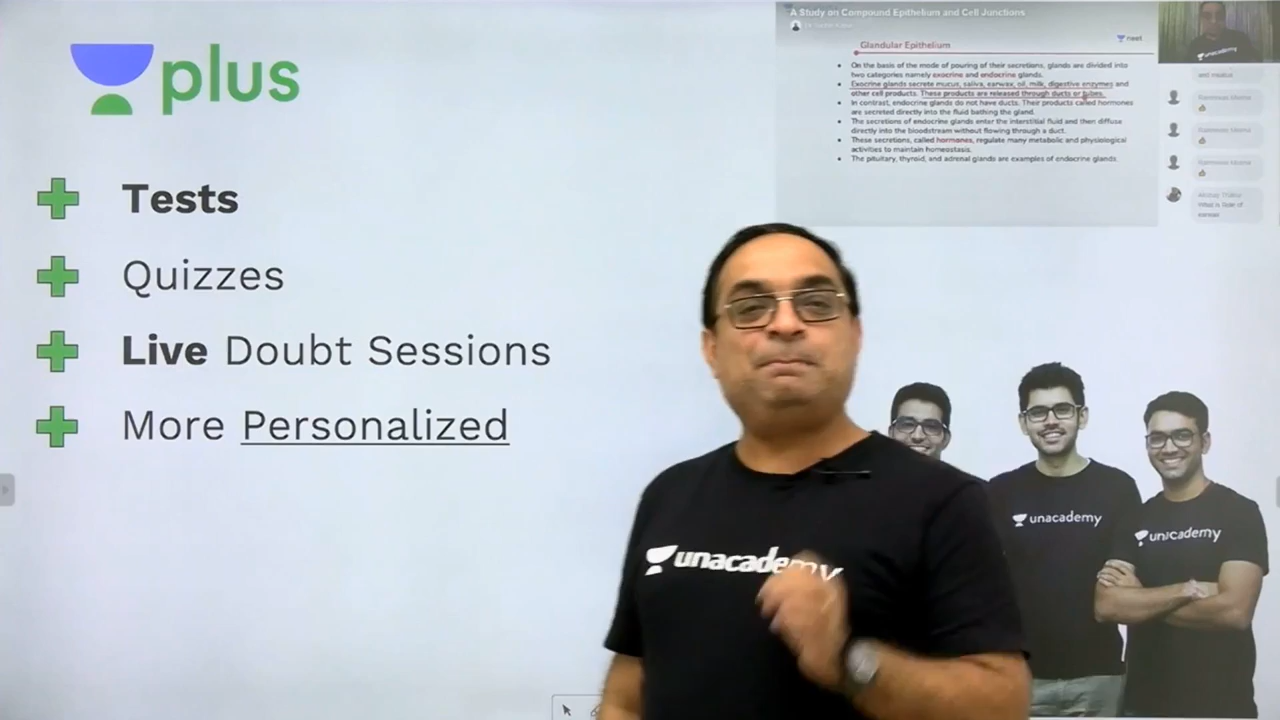 plus
Tests
Quizzes
Live Doubt Sessions
More Personalized
A Study on Compound Epithelium and Cell Junctions
neet
Glandular Epithelium
On the basis of the mode of pouring of their secretions, glands are divided into
two categories namely exocrine and endocrine glands.
Exocrine glands secrete mucus, saliva, earwax, oil, milk, digestive enzymes and
other cell products. These products are released through ducts or tubes.
In contrast, endocrine glands do not have ducts. Their products called hormones
are secreted directly into the fluid bathing the gland.
The secretions of endocrine glands enter the interstitial fluid and then diffuse
directly into the bloodstream without flowing through a duct.
These secretions, called hormones, regulate many metabolic and physiological
activities to maintain homeostasis.
The pituitary, thyroid, and adrenal glands are examples of endocrine glands.
unacademy
What is Role of
unacademy
unacademy
unacademy